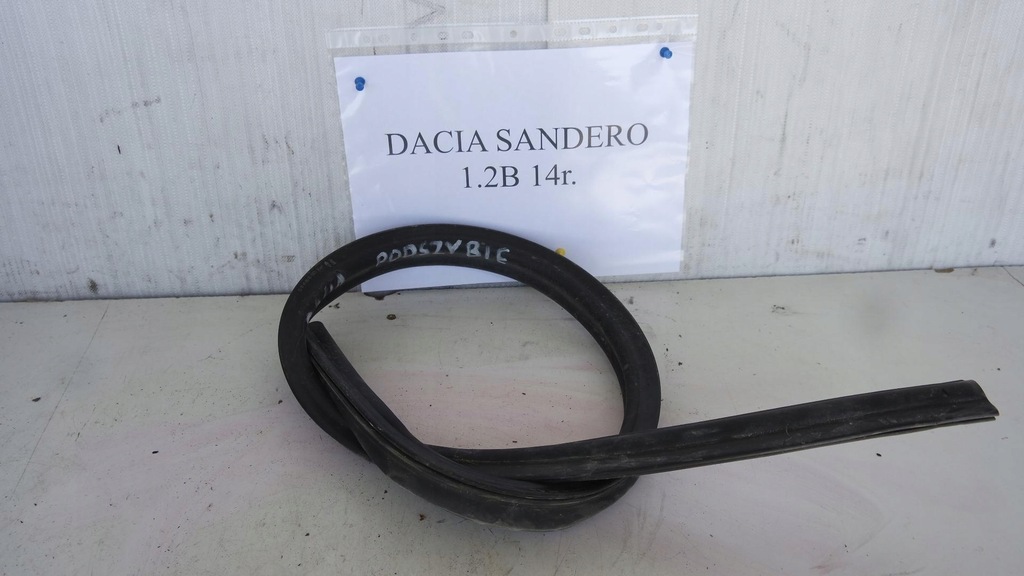 DACIA SANDERO
1.2B 14r.
PODSZYBIE